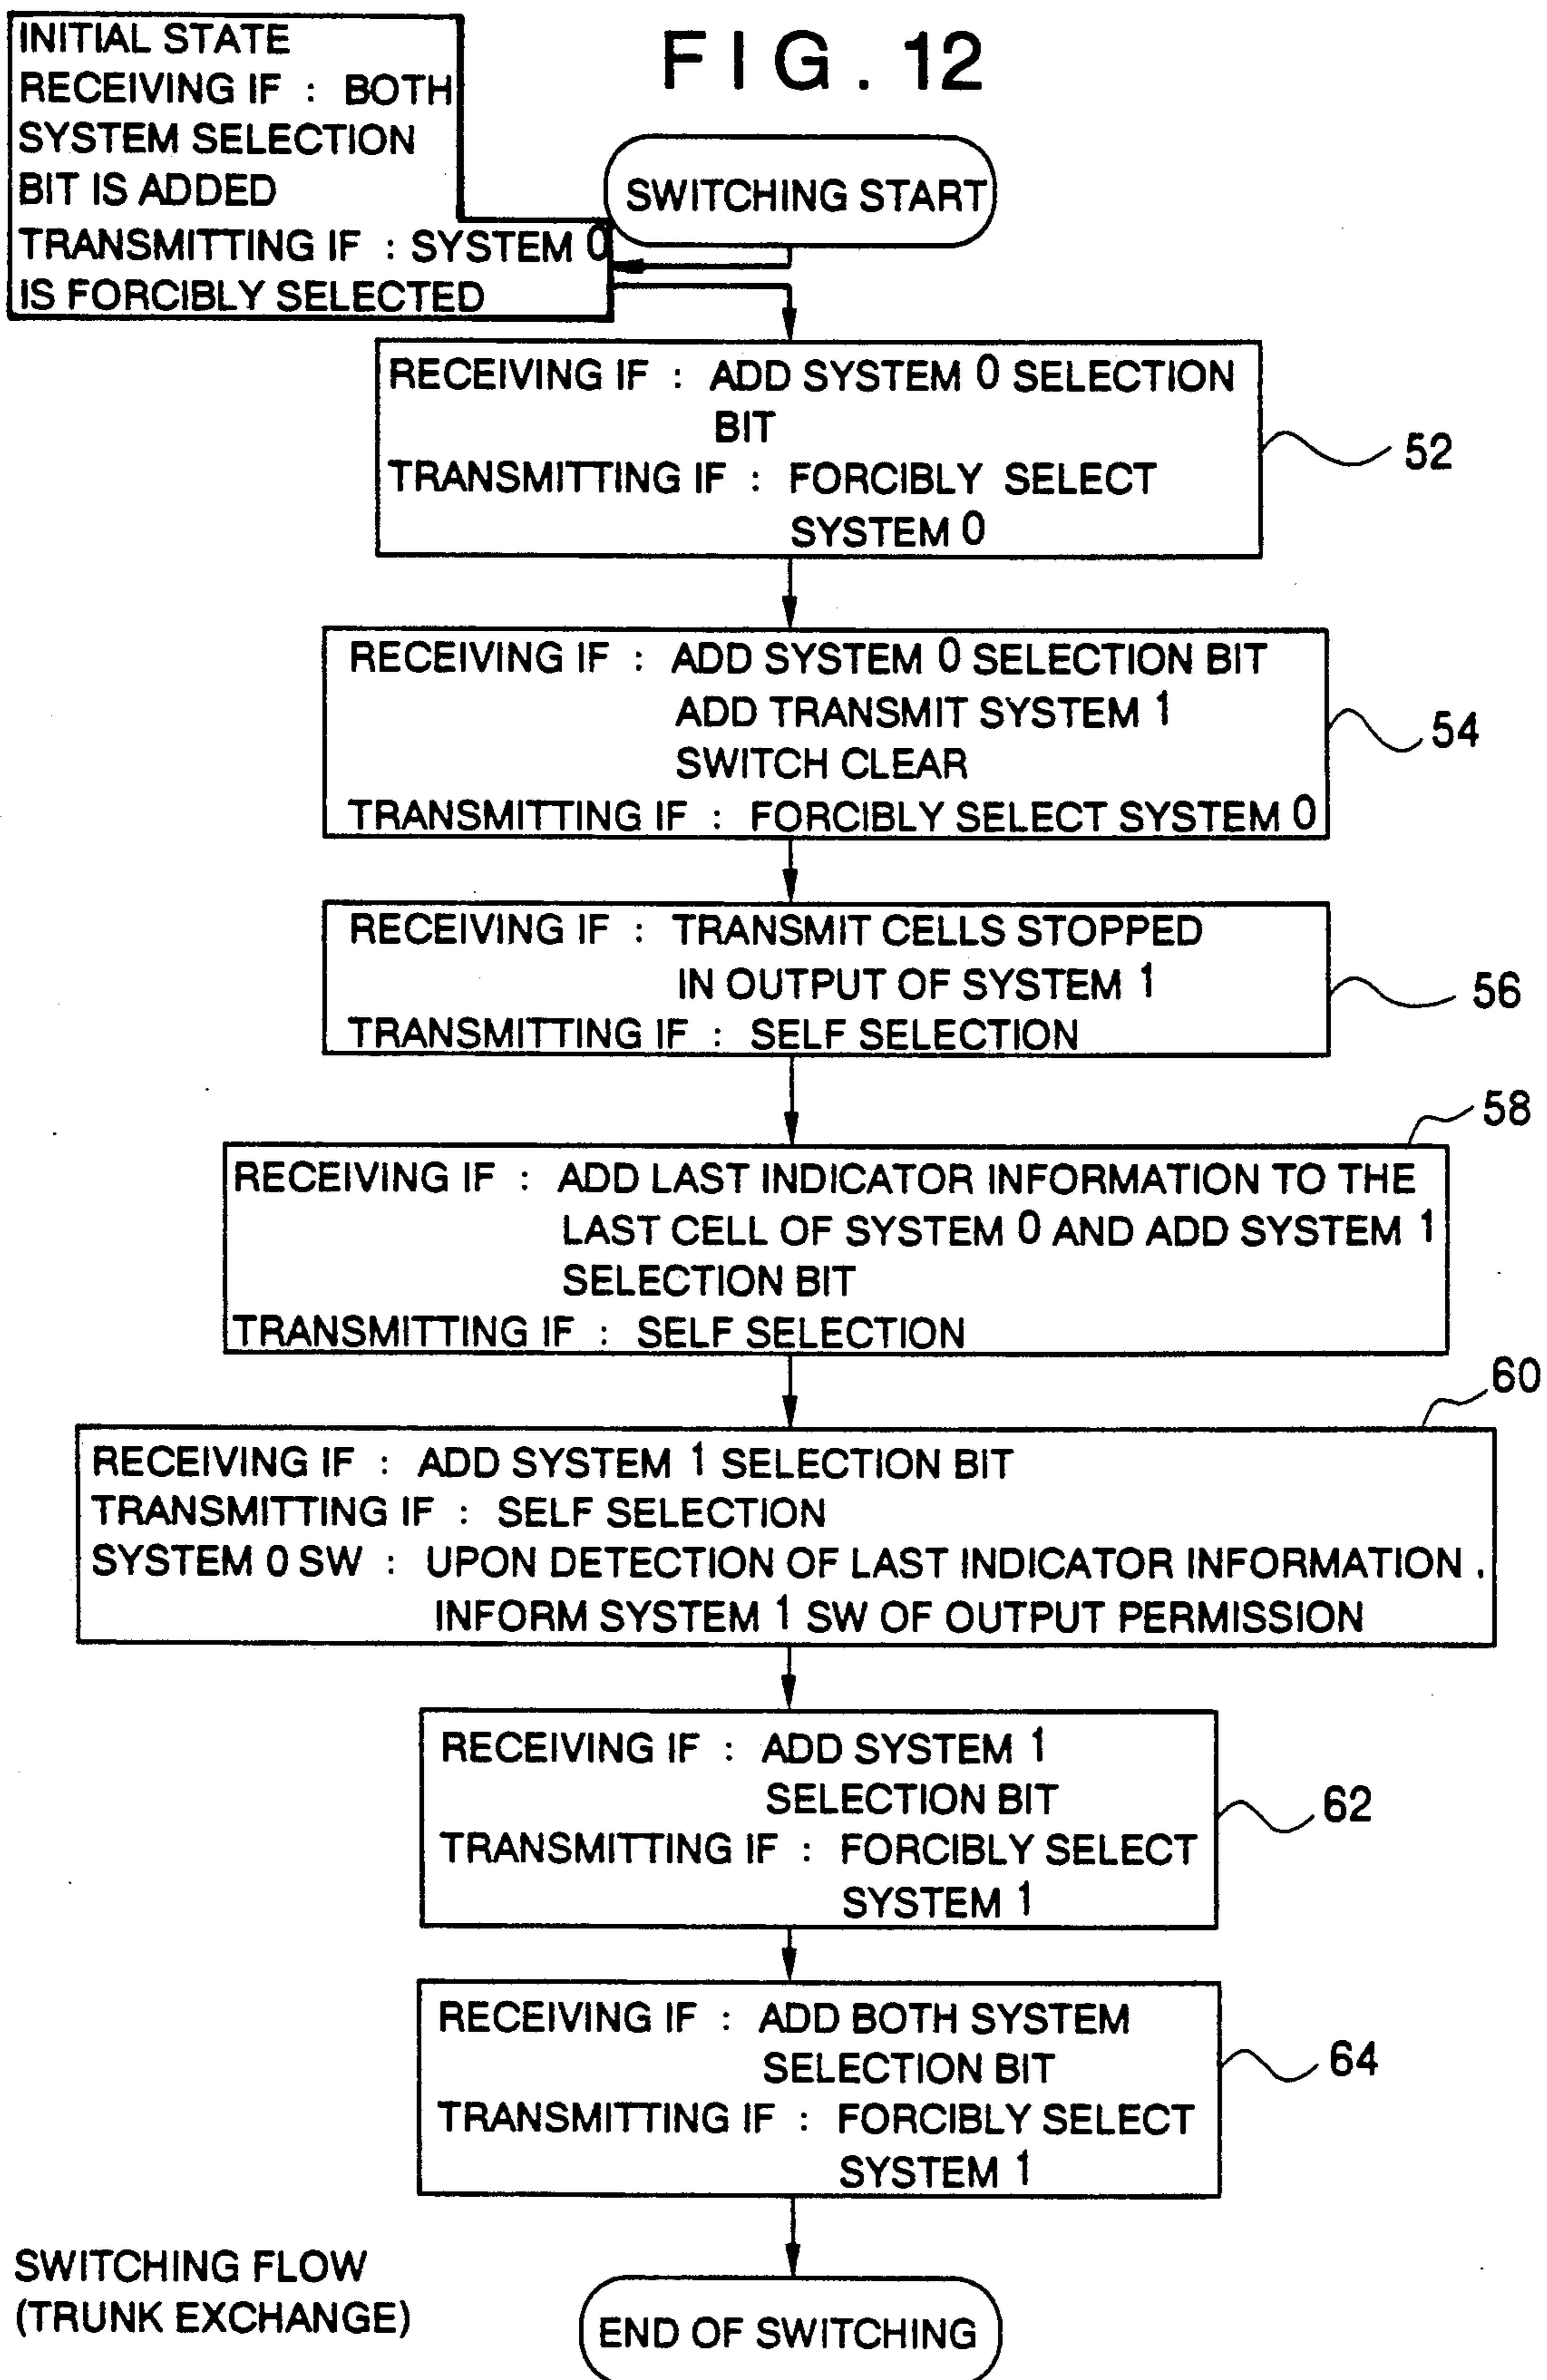 FIG. 12
INITIAL STATE
RECEIVING IF : BOTH
SYSTEM SELECTION
BIT IS ADDED
TRANSMITTING IF : SYSTEM 0
IS FORCIBLY SELECTED
SWITCHING START
RECEIVING IF : ADD SYSTEM 0 SELECTION
BIT
TRANSMITTING IF : FORCIBLY SELECT
SYSTEM 0
52
RECEIVING IF : ADD SYSTEM 0 SELECTION BIT
ADD TRANSMIT SYSTEM 1
SWITCH CLEAR
TRANSMITTING IF : FORCIBLY SELECT SYSTEM 0
54
RECEIVING IF : TRANSMIT CELLS STOPPED
IN OUTPUT OF SYSTEM 1
TRANSMITTING IF : SELF SELECTION
56
58
RECEIVING IF : ADD LAST INDICATOR INFORMATION TO THE
LAST CELL OF SYSTEM 0 AND ADD SYSTEM 1
SELECTION BIT
TRANSMITTING IF : SELF SELECTION
60
RECEIVING IF : ADD SYSTEM 1 SELECTION BIT
TRANSMITTING IF : SELF SELECTION
SYSTEM 0 SW : UPON DETECTION OF LAST INDICATOR INFORMATION .
INFORM SYSTEM 1 SW OF OUTPUT PERMISSION
RECEIVING IF : ADD SYSTEM 1
SELECTION BIT
TRANSMITTING IF : FORCIBLY SELECT
SYSTEM 1
62
RECEIVING IF : ADD BOTH SYSTEM
SELECTION BIT
TRANSMITTING IF : FORCIBLY SELECT
SYSTEM 1
64
SWITCHING FLOW
(TRUNK EXCHANGE)
END OF SWITCHING